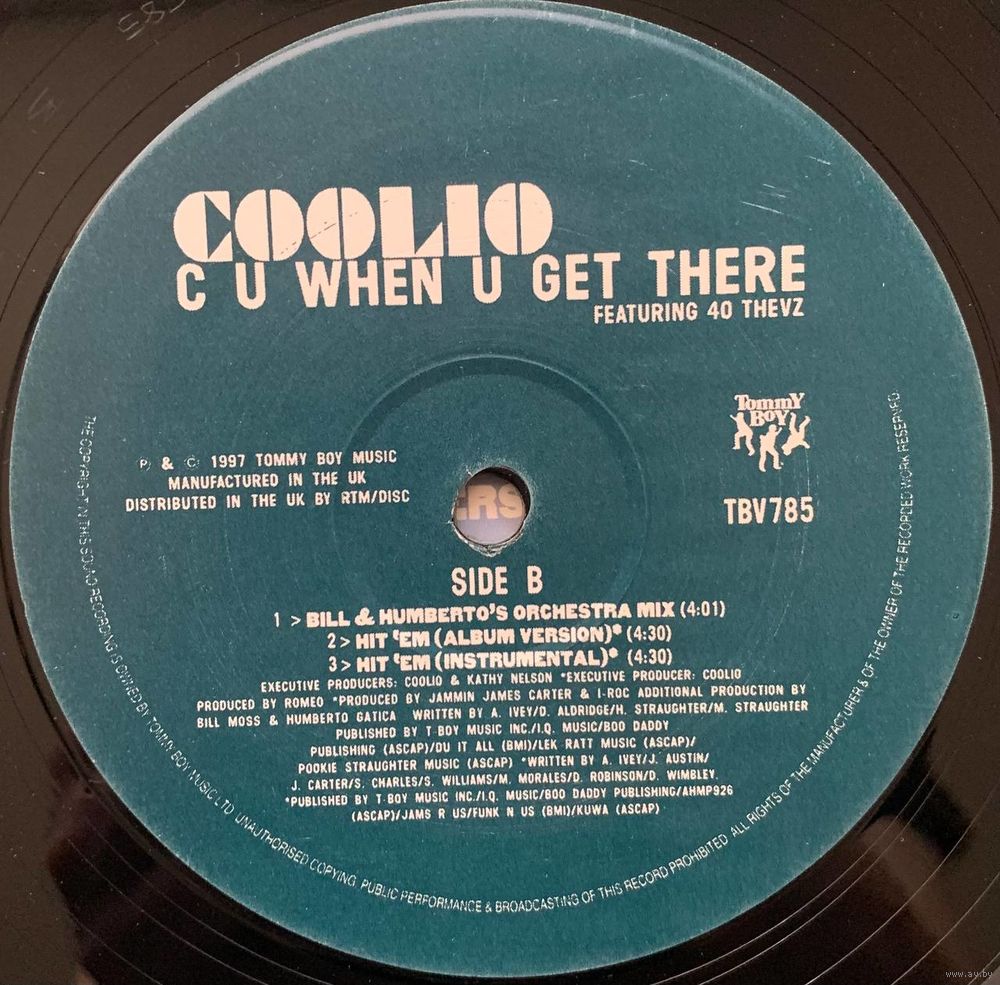 COOLIO
C U WHEN U GET THERE
FEATURING 40 THEVZ
Tommy
Boy
℗ & © 1997 TOMMY BOY MUSIC
MANUFACTURED IN THE UK
DISTRIBUTED IN THE UK BY RTM/DISC
TBV785
ERS
SIDE B
1 > BILL & HUMBERTO'S ORCHESTRA MIX (4:01)
2 > HIT 'EM (ALBUM VERSION)* (4:30)
3 > HIT 'EM (INSTRUMENTAL)* (4:30)
EXECUTIVE PRODUCERS: COOLIO & KATHY NELSON *EXECUTIVE PRODUCER: COOLIO
PRODUCED BY ROMEO *PRODUCED BY JAMMIN JAMES CARTER & I-ROC ADDITIONAL PRODUCTION BY
BILL MOSS & HUMBERTO GATICA WRITTEN BY A. IVEY/D. ALDRIDGE/H. STRAUGHTER/M. STRAUGHTER
PUBLISHED BY T-BOY MUSIC INC./I.Q. MUSIC/BOO DADDY
PUBLISHING (ASCAP)/DU IT ALL (BMI)/LEK RATT MUSIC (ASCAP)/
POOKIE STRAUGHTER MUSIC (ASCAP) *WRITTEN BY A. IVEY/J. AUSTIN/
J. CARTER/S. CHARLES/S. WILLIAMS/M. MORALES/D. ROBINSON/D. WIMBLEY.
*PUBLISHED BY T-BOY MUSIC INC./I.Q. MUSIC/BOO DADDY PUBLISHING/AHMP926
(ASCAP)/JAMS R US/FUNK N US (BMI)/KUWA (ASCAP)
THE COPYRIGHT IN THIS SOUND RECORDING IS OWNED BY TOMMY BOY MUSIC LTD. UNAUTHORISED COPYING, PUBLIC PERFORMANCE & BROADCASTING OF THIS RECORD PROHIBITED. ALL RIGHTS OF THE MANUFACTURER & OF THE OWNER OF THE RECORDED WORK RESERVED.
www.ay.by